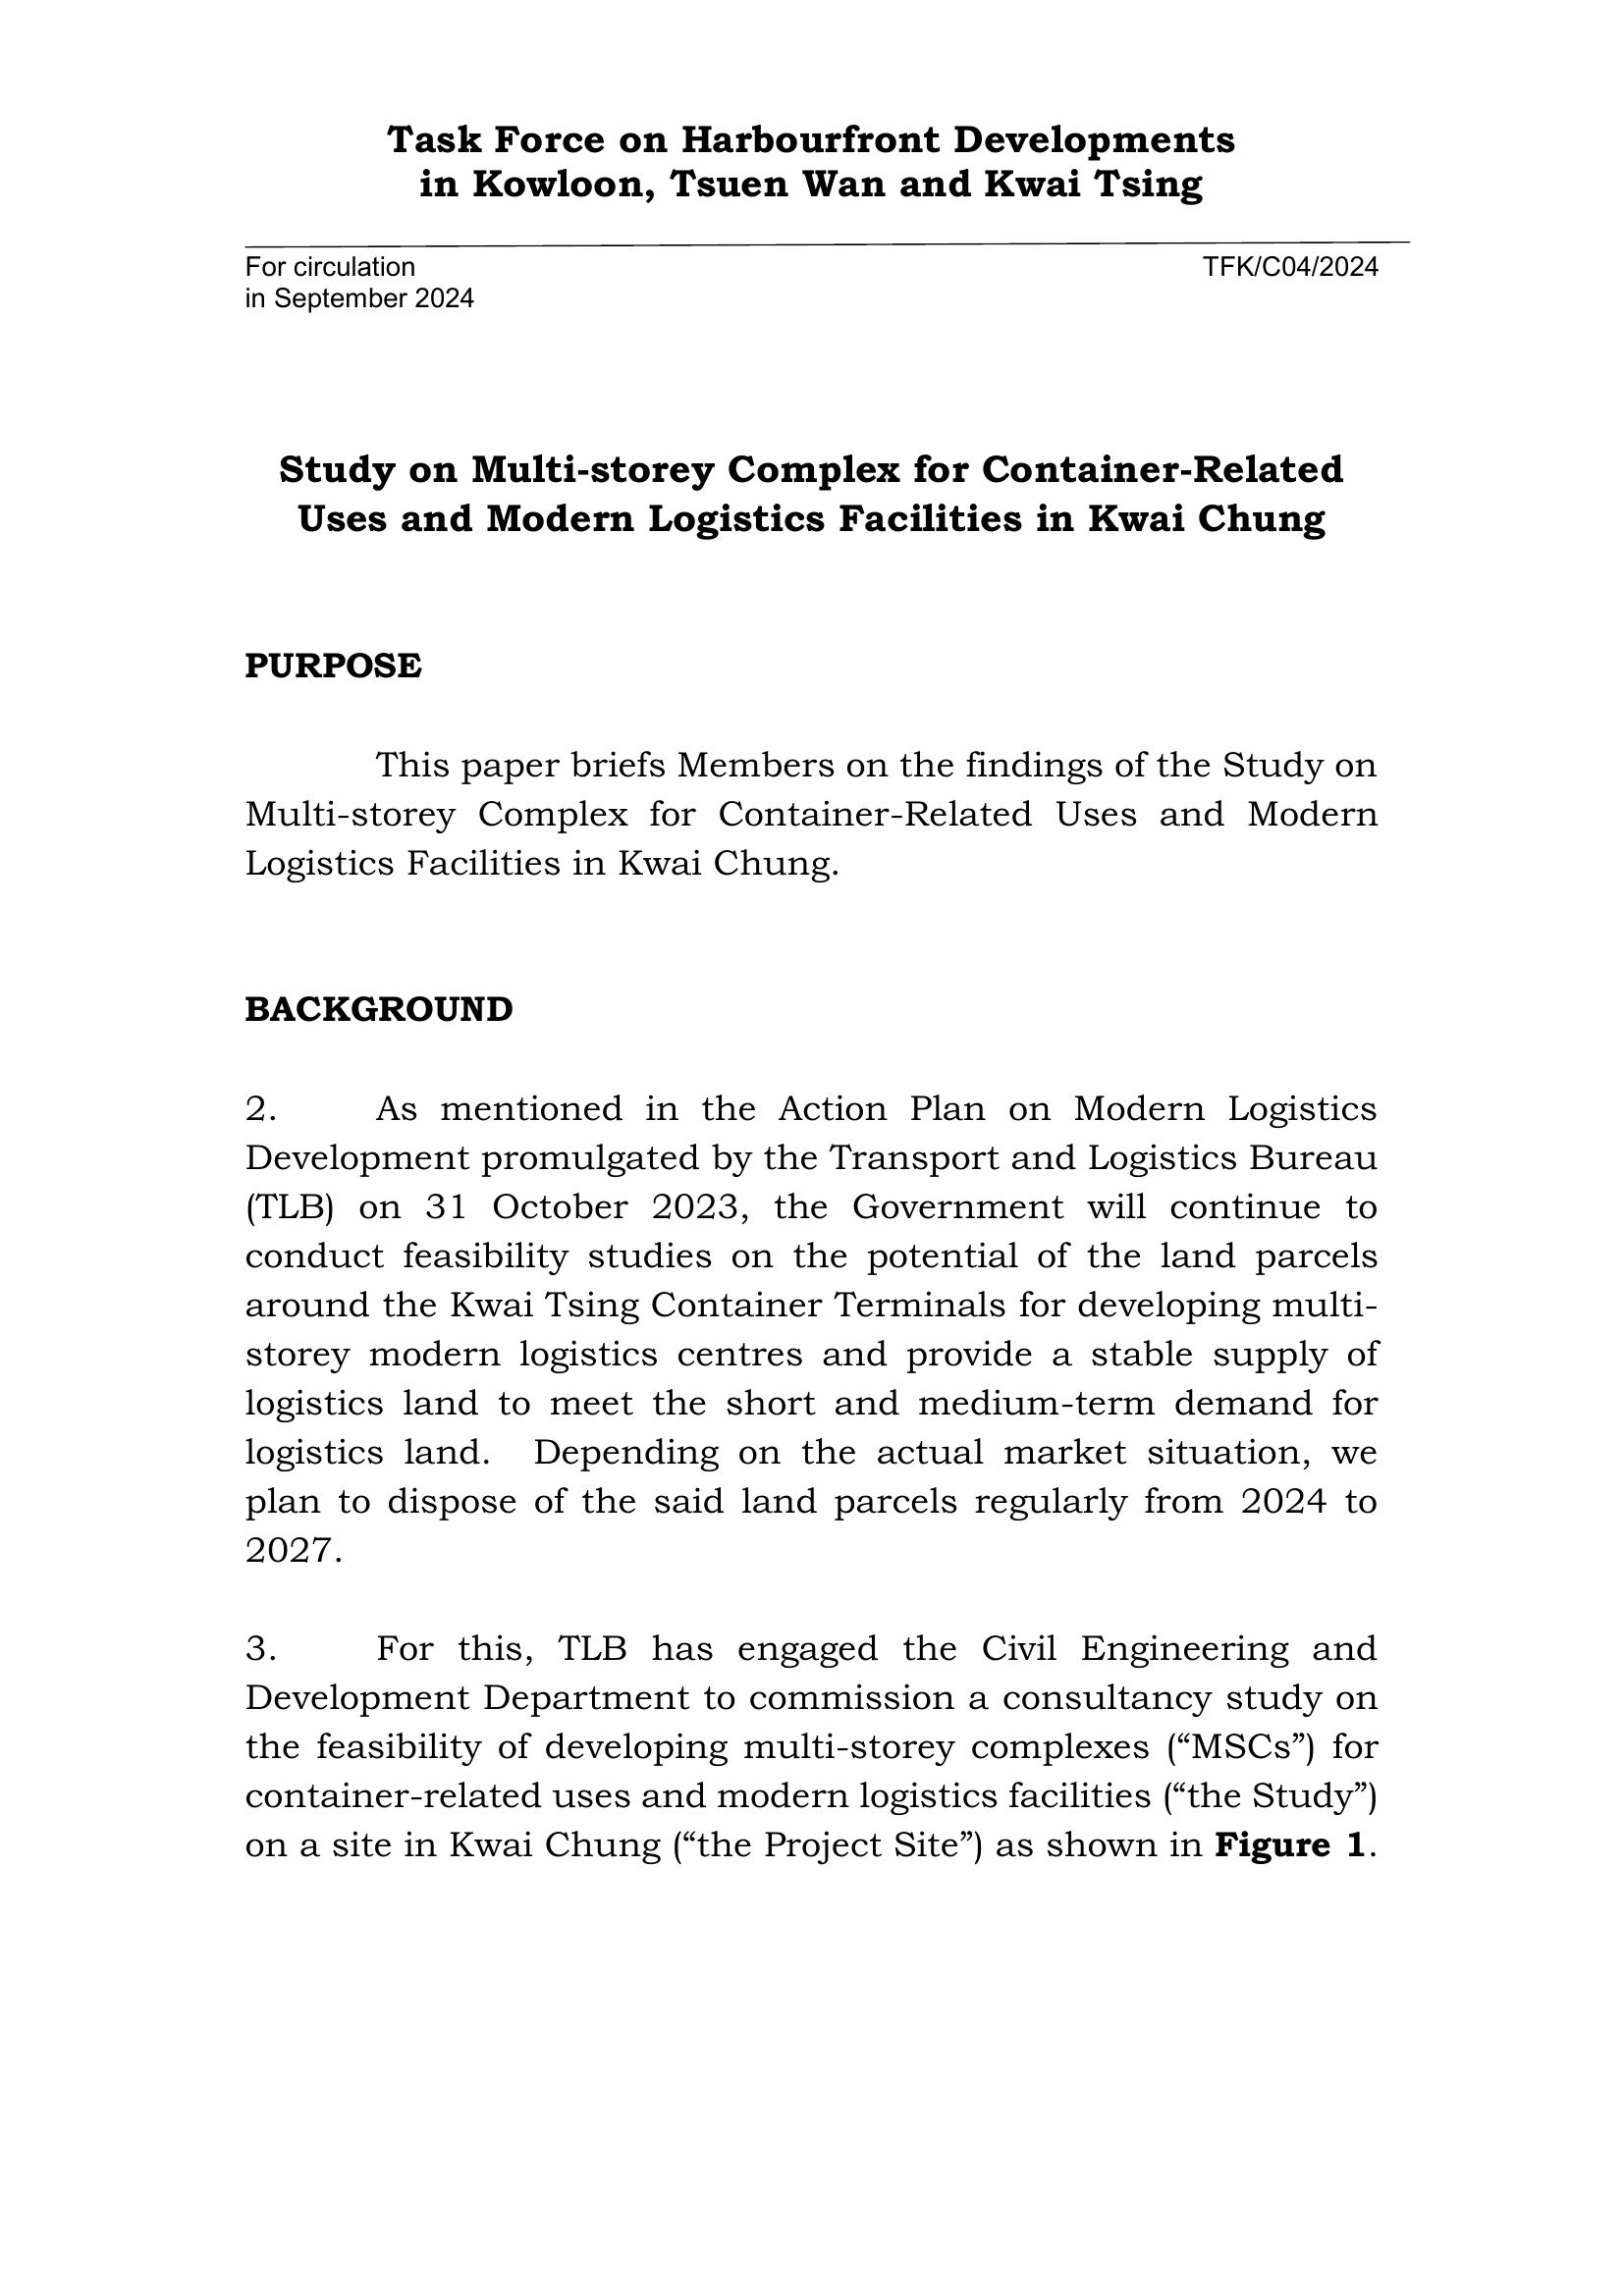 Task Force on Harbourfront Developments
in Kowloon, Tsuen Wan and Kwai Tsing
For circulation TFK/C04/2024
in September 2024
Study on Multi-storey Complex for Container-Related
Uses and Modern Logistics Facilities in Kwai Chung
PURPOSE
This paper briefs Members on the findings of the Study on
Multi-storey Complex for Container-Related Uses and Modern
Logistics Facilities in Kwai Chung.
BACKGROUND
2. As mentioned in the Action Plan on Modern Logistics
Development promulgated by the Transport and Logistics Bureau
(TLB) on 31 October 2023, the Government will continue to
conduct feasibility studies on the potential of the land parcels
around the Kwai Tsing Container Terminals for developing multi-
storey modern logistics centres and provide a stable supply of
logistics land to meet the short and medium-term demand for
logistics land. Depending on the actual market situation, we
plan to dispose of the said land parcels regularly from 2024 to
2027.
3. For this, TLB has engaged the Civil Engineering and
Development Department to commission a consultancy study on
the feasibility of developing multi-storey complexes (“MSCs”) for
container-related uses and modern logistics facilities (“the Study”)
on a site in Kwai Chung (“the Project Site”) as shown in Figure 1.